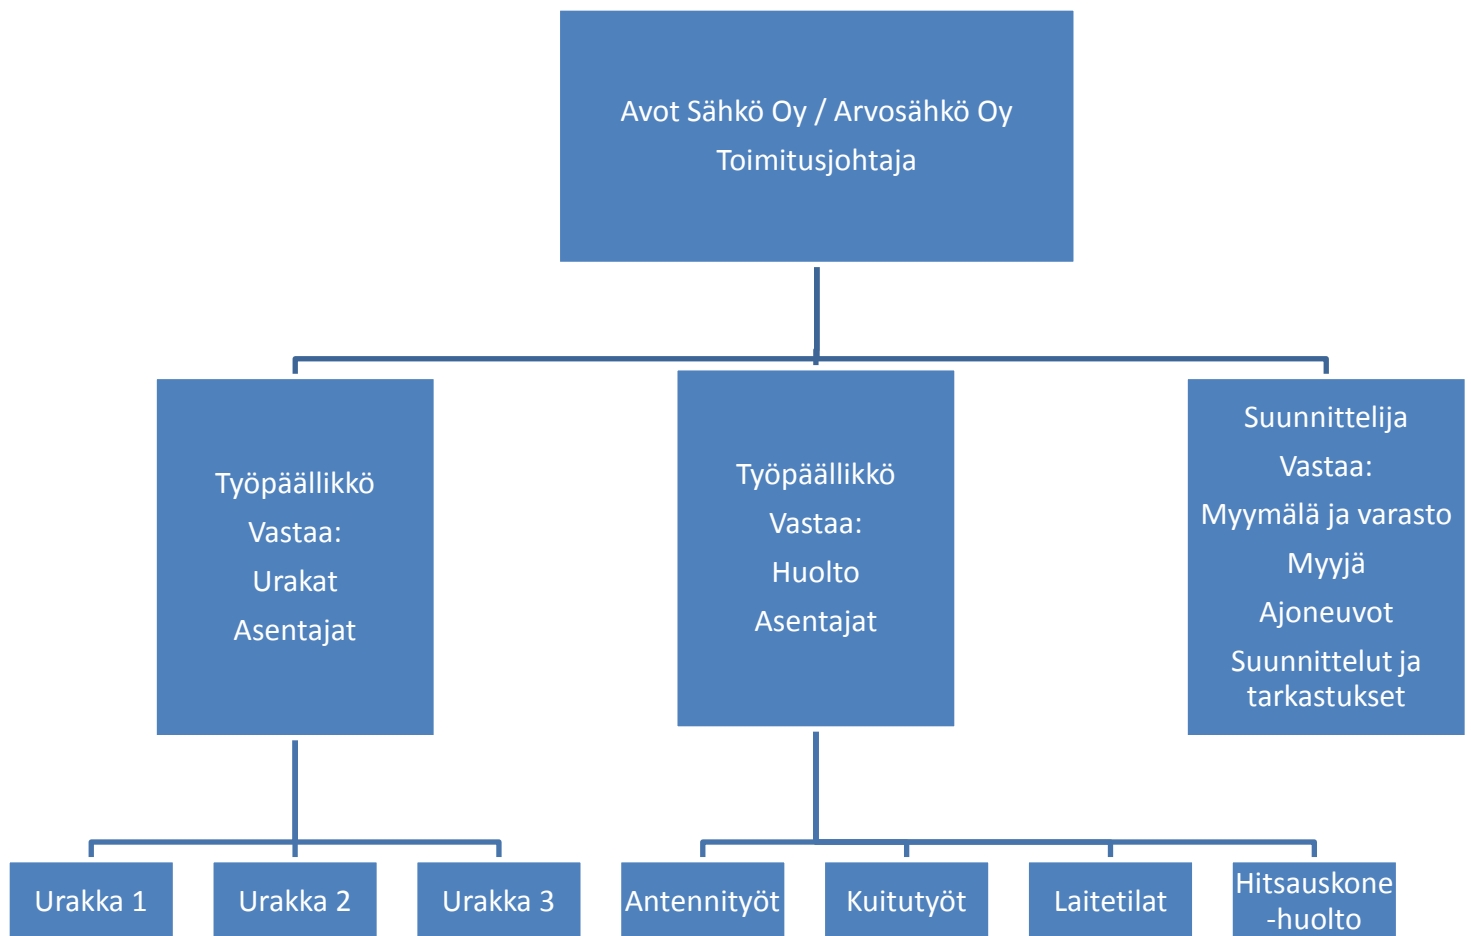 Avot Sähkö Oy / Arvosähkö Oy
Toimitusjohtaja
Työpäällikkö
Vastaa:
Urakat
Asentajat
Työpäällikkö
Vastaa:
Huolto
Asentajat
Suunnittelija
Vastaa:
Myymälä ja varasto
Myyjä
Ajoneuvot
Suunnittelut ja
tarkastukset
Urakka 1
Urakka 2
Urakka 3
Antennityöt
Kuitutyöt
Laitetilat
Hitsauskone
-huolto